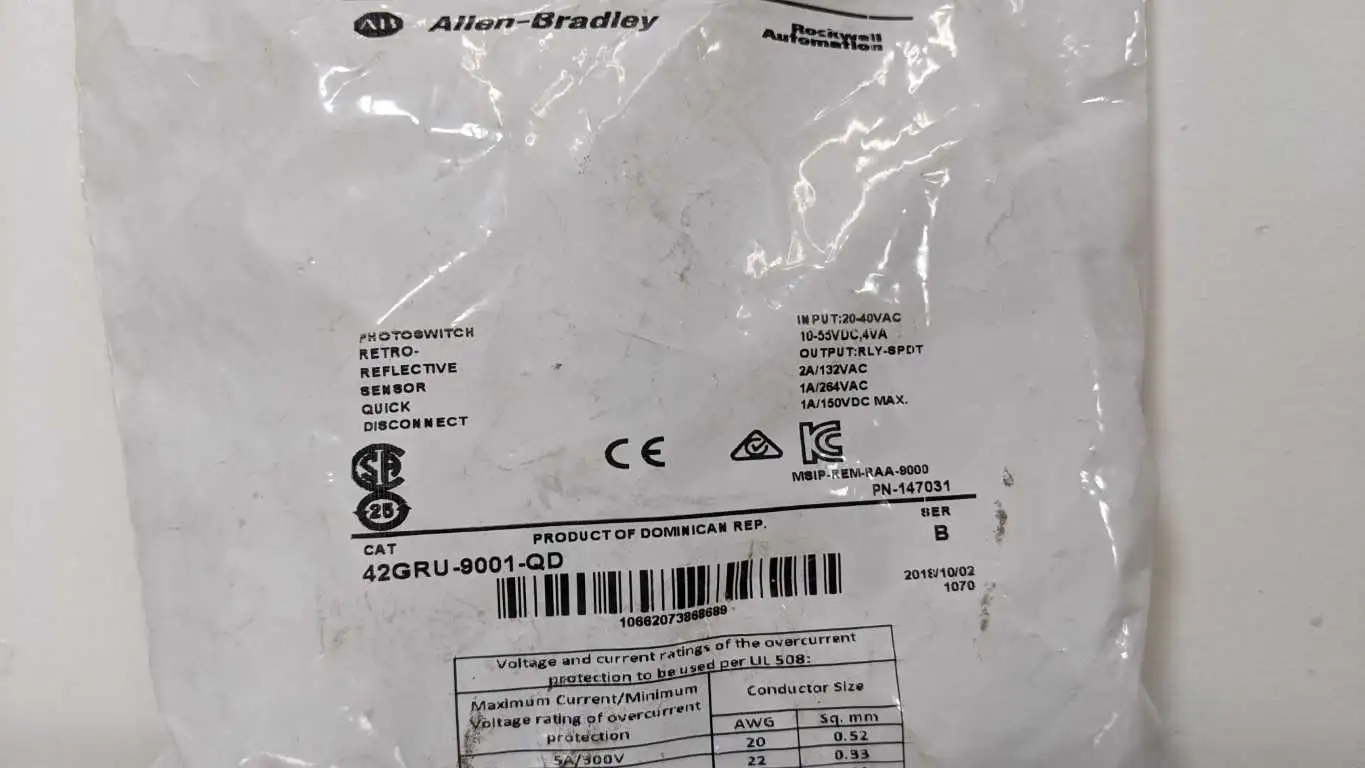 AB Allen-Bradley
Rockwell
Automation
PHOTOSWITCH
RETRO-
REFLECTIVE
SENSOR
QUICK
DISCONNECT
INPUT:20-40VAC
10-55VDC,4VA
OUTPUT:RLY-SPDT
2A/132VAC
1A/264VAC
1A/150VDC MAX.
SA
25
CE
KC
MSIP-REM-RAA-9000
PN-147031
PRODUCT OF DOMINICAN REP.
SER
B
CAT
42GRU-9001-QD
2018/10/02
1070
10662073868689
Voltage and current ratings of the overcurrent
protection to be used per UL 508:
Maximum Current/Minimum
Voltage rating of overcurrent
protection
Conductor Size
AWG
Sq. mm
20
0.52
5A/300V
22
0.33